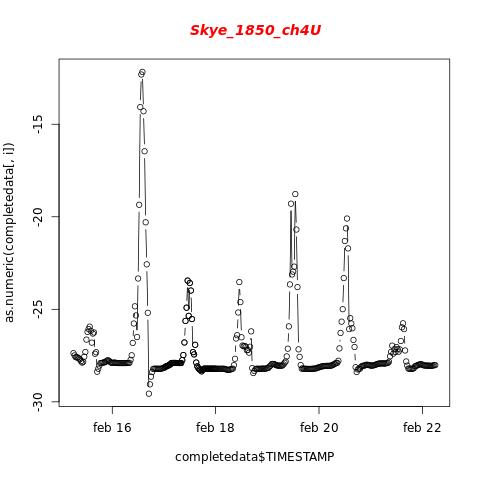 Skye_1850_ch4U
-15
-20
-25
-30
as.numeric(completedata[, i])
feb 16
feb 18
feb 20
feb 22
completedata$TIMESTAMP